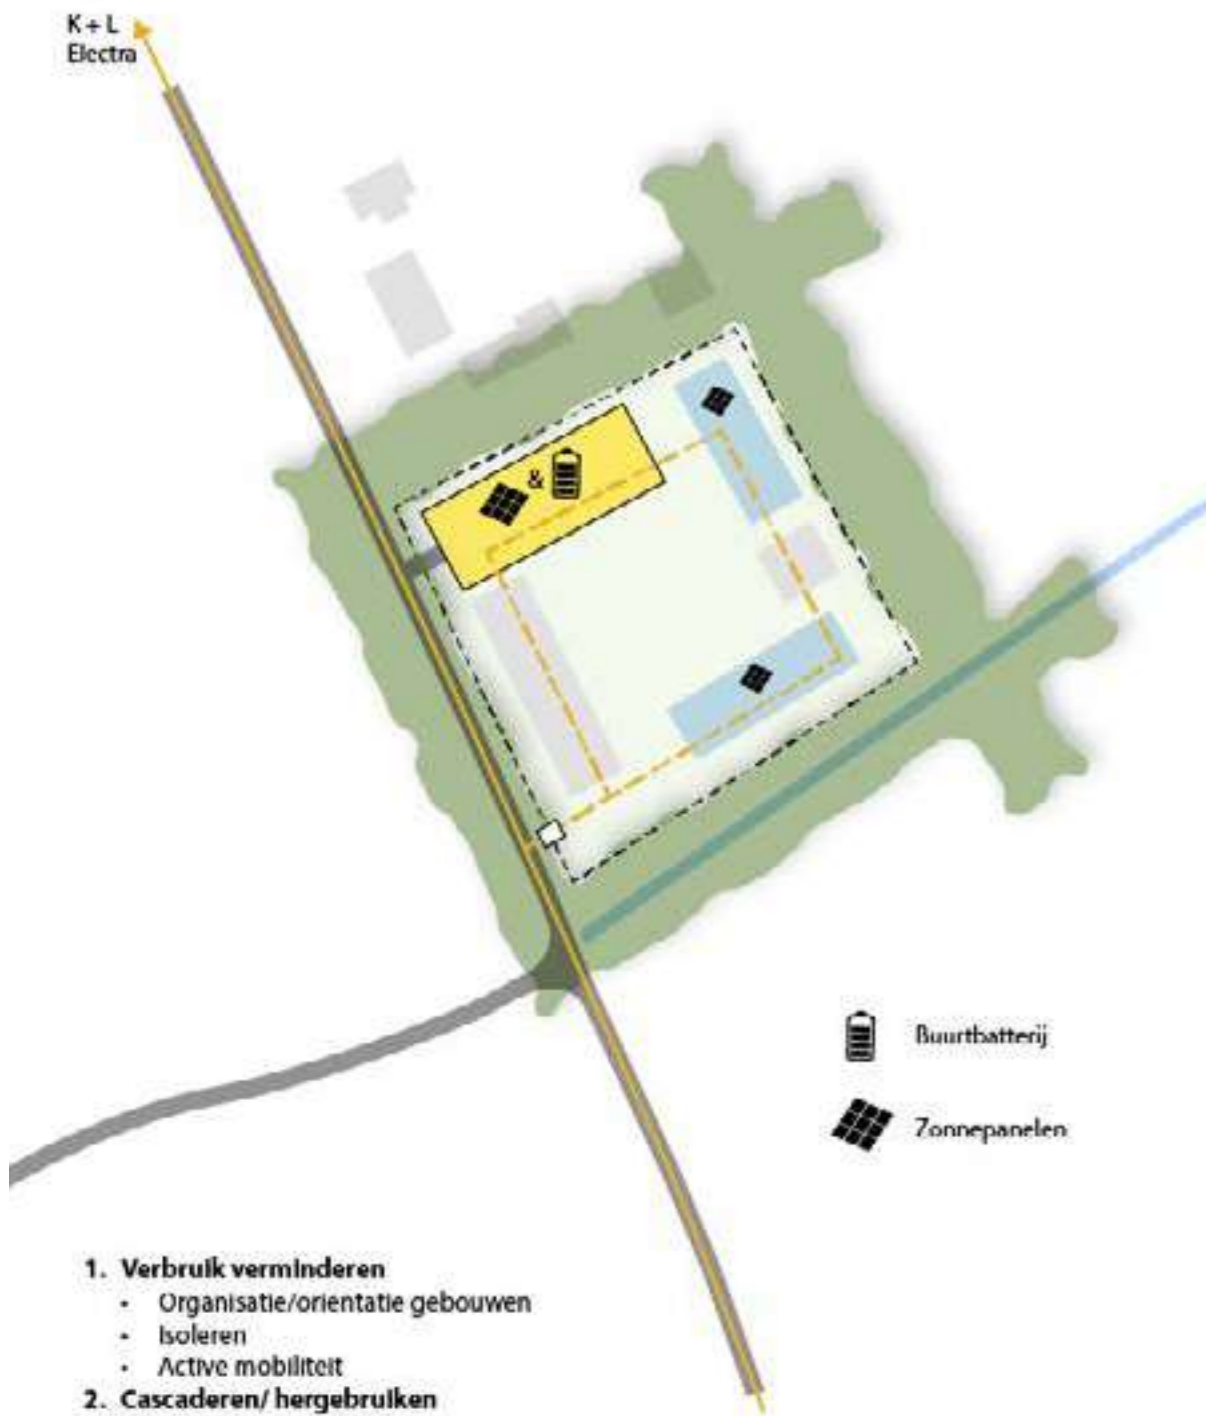 K + L
Electra
&
Buurtbatterij
Zonnepanelen
1. Verbruik verminderen
• Organisatie/orientatie gebouwen
• Isoleren
• Active mobiliteit
2. Cascaderen/ hergebruiken